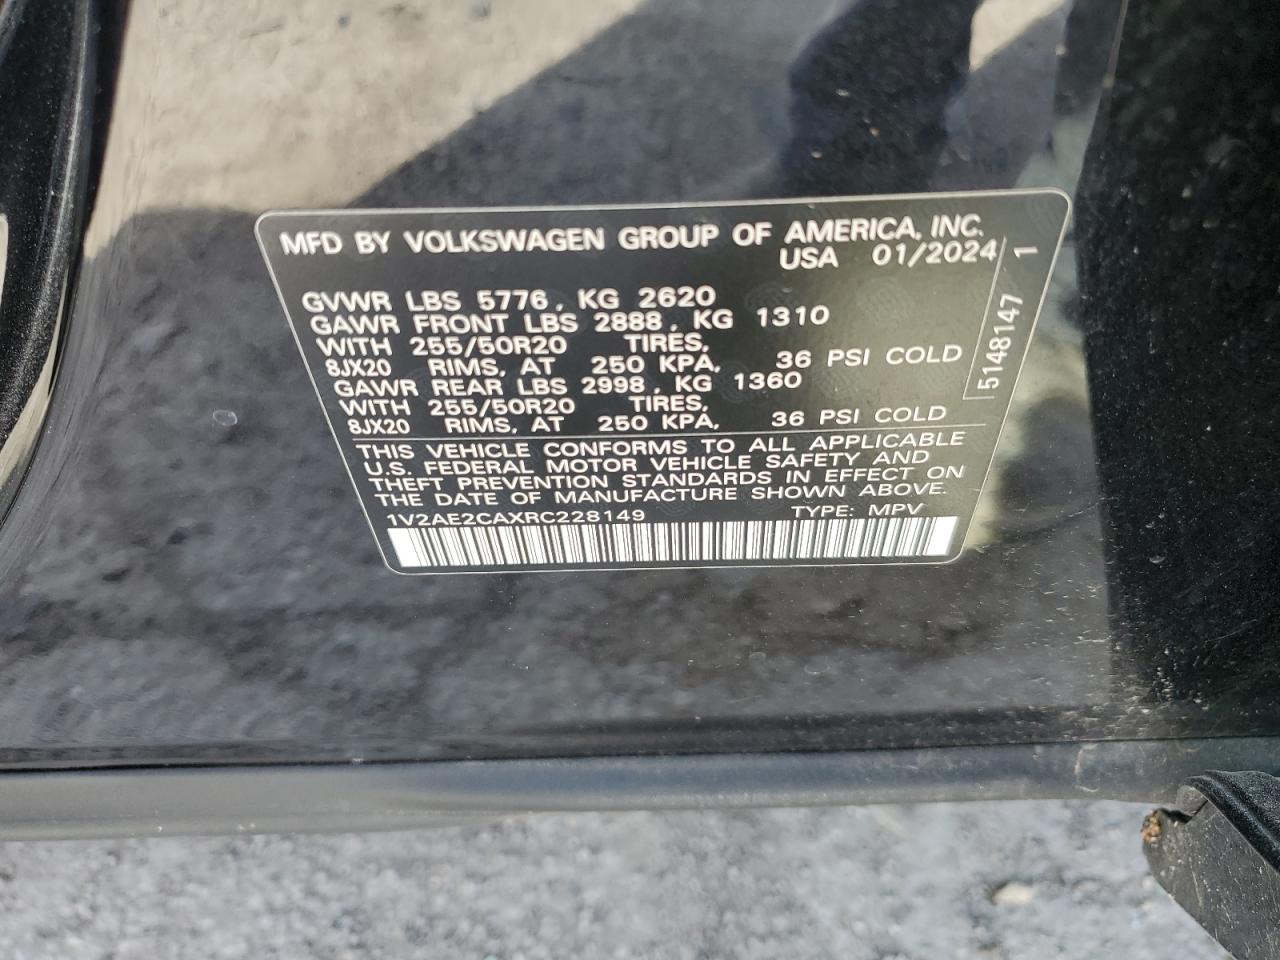 MFD BY VOLKSWAGEN GROUP OF AMERICA, INC.
USA 01/2024
GVWR LBS 5776, KG 2620
GAWR FRONT LBS 2888, KG 1310
WITH 255/50R20 TIRES,
8JX20 RIMS, AT 250 KPA, 36 PSI COLD
GAWR REAR LBS 2998, KG 1360
WITH 255/50R20 TIRES,
8JX20 RIMS, AT 250 KPA, 36 PSI COLD
THIS VEHICLE CONFORMS TO ALL APPLICABLE
U.S. FEDERAL MOTOR VEHICLE SAFETY AND
THEFT PREVENTION STANDARDS IN EFFECT ON
THE DATE OF MANUFACTURE SHOWN ABOVE.
1V2AE2CAXRC228149 TYPE: MPV
5148147 1